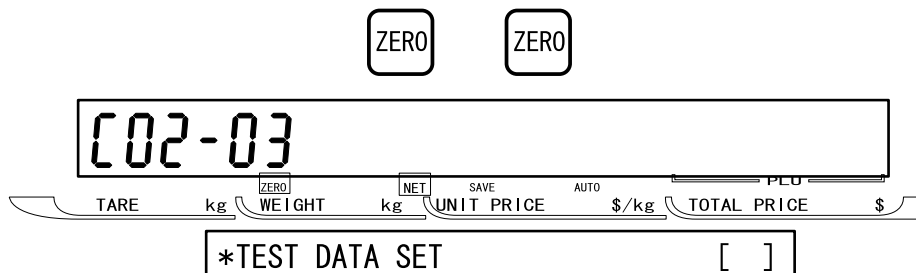 ZERO ZERO
C02-03
ZERO NET SAVE AUTO PLU
TARE kg WEIGHT kg UNIT PRICE $/kg TOTAL PRICE $
*TEST DATA SET [ ]